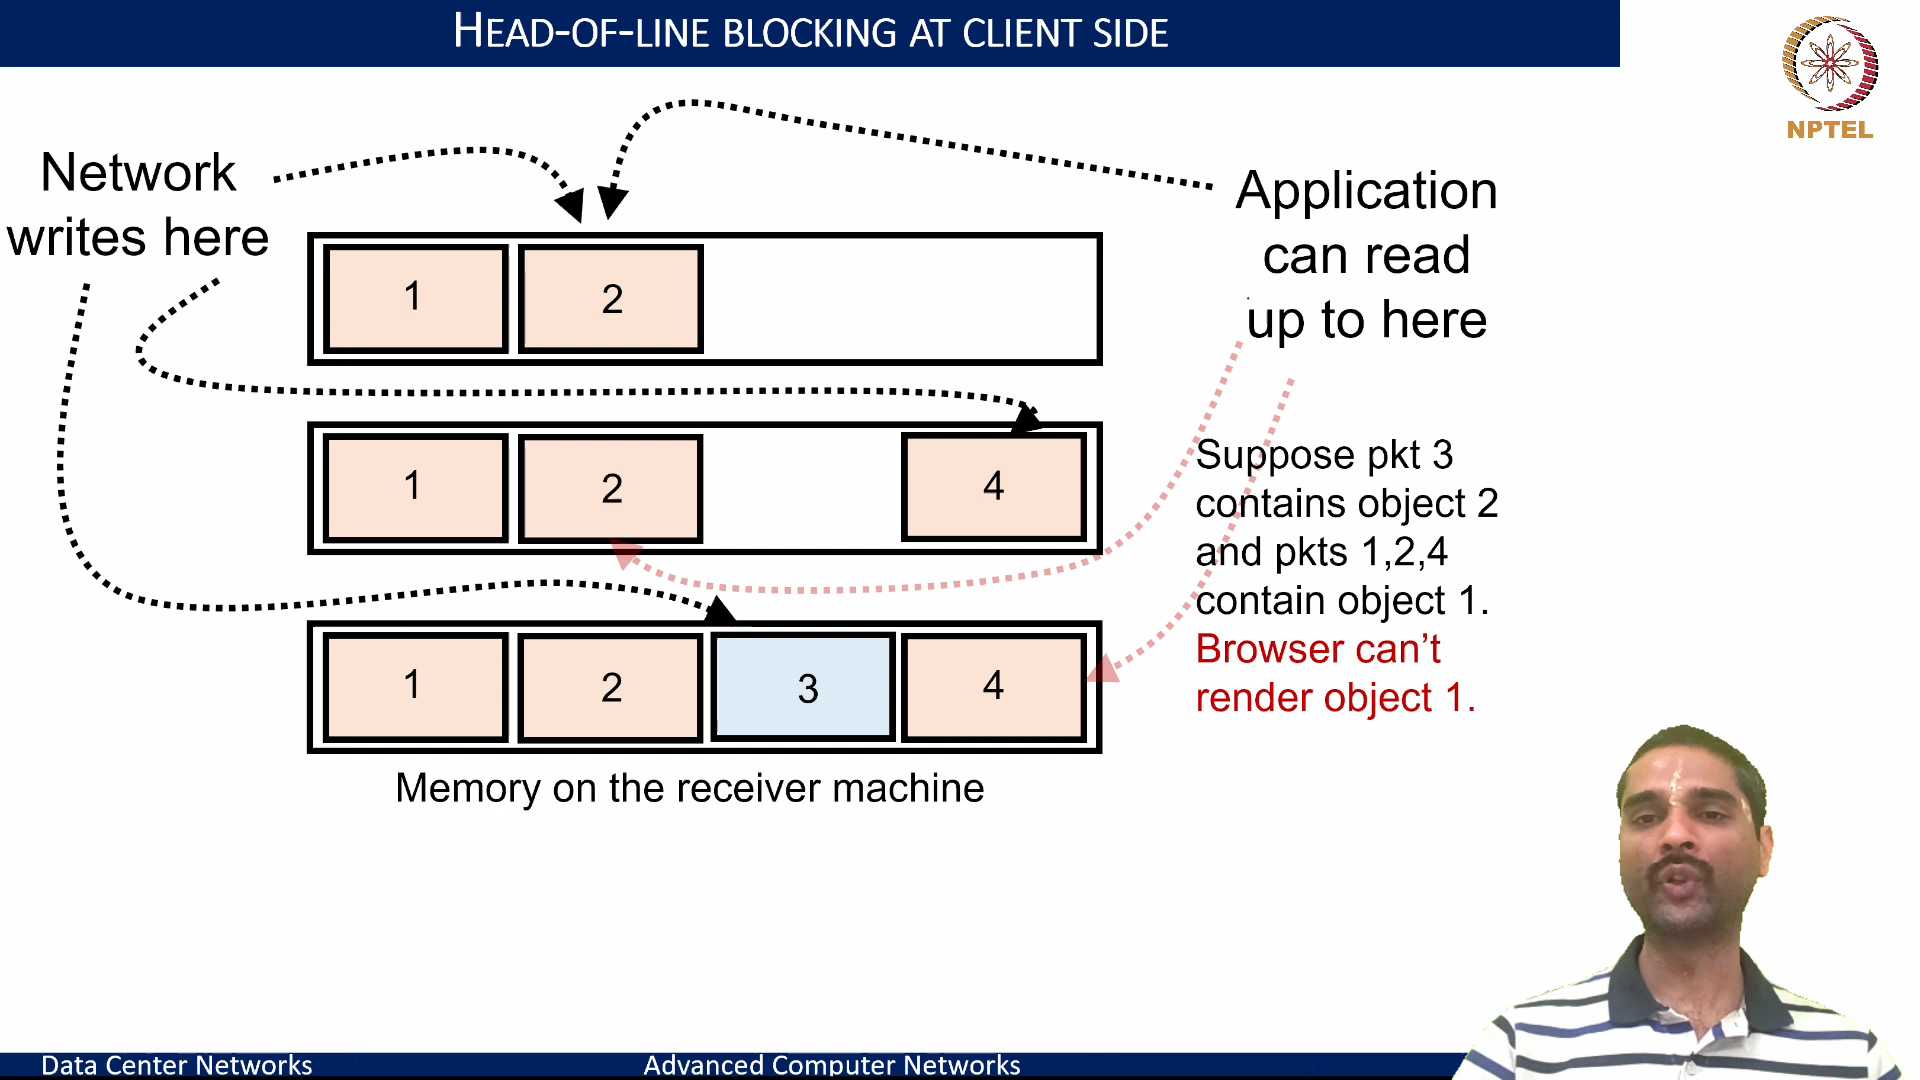 HEAD-OF-LINE BLOCKING AT CLIENT SIDE
NPTEL
Network
writes here
Application
can read
up to here
1
2
1
2
4
Suppose pkt 3
contains object 2
and pkts 1,2,4
contain object 1.
Browser can't
render object 1.
1
2
3
4
Memory on the receiver machine
Data Center Networks
Advanced Computer Networks